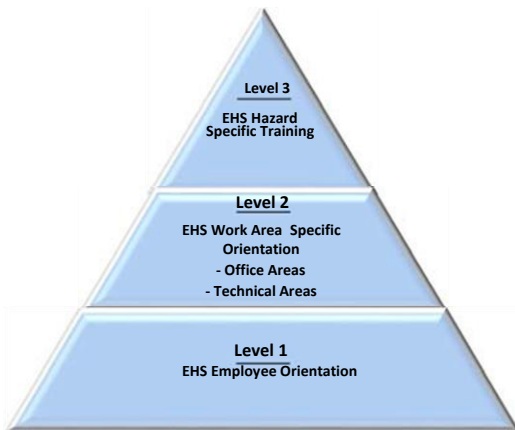 Level 3
EHS Hazard
Specific Training
Level 2
EHS Work Area Specific
Orientation
- Office Areas
- Technical Areas
Level 1
EHS Employee Orientation